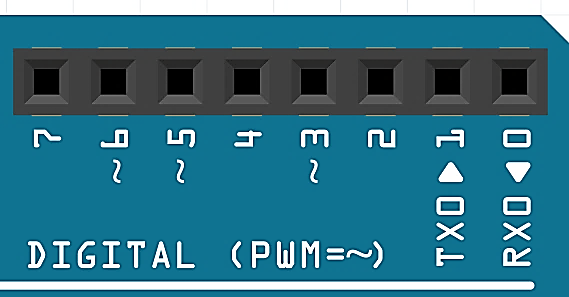 7 ~6 ~5 4 ~3 2 TX0▲1 RX0▼0
DIGITAL (PWM=~)